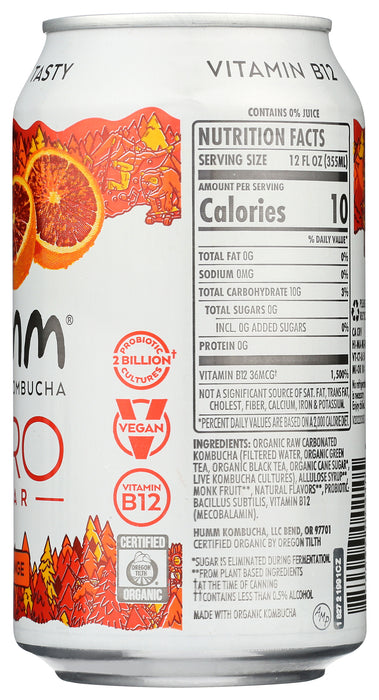 TASTY
VITAMIN B12
CONTAINS 0% JUICE
NUTRITION FACTS
SERVING SIZE 12 FL OZ (355ML)
AMOUNT PER SERVING
Calories 10
% DAILY VALUE*
TOTAL FAT 0G 0%
SODIUM 0MG 0%
TOTAL CARBOHYDRATE 10G 3%
TOTAL SUGARS 0G
INCL. 0G ADDED SUGARS 0%
PROTEIN 0G
VITAMIN B12 36MCG† 1,500%
NOT A SIGNIFICANT SOURCE OF SAT. FAT, TRANS FAT,
CHOLEST, FIBER, CALCIUM, IRON & POTASSIUM.
*PERCENT DAILY VALUES ARE BASED ON A 2,000 CALORIE DIET.
mm®
KOMBUCHA
RO
AR
PROBIOTIC
2 BILLION†
CULTURES
VEGAN
VITAMIN
B12
CERTIFIED
OREGON
TILTH
ORGANIC
INGREDIENTS: ORGANIC RAW CARBONATED
KOMBUCHA (FILTERED WATER, ORGANIC GREEN
TEA, ORGANIC BLACK TEA, ORGANIC CANE SUGAR*,
LIVE KOMBUCHA CULTURES), ALLULOSE SYRUP**,
MONK FRUIT**, NATURAL FLAVORS**, PROBIOTIC
BACILLUS SUBTILIS, VITAMIN B12
(MECOBALAMIN).
HUMM KOMBUCHA, LLC BEND, OR 97701
CERTIFIED ORGANIC BY OREGON TILTH
*SUGAR IS ELIMINATED DURING FERMENTATION.
**FROM PLANT BASED INGREDIENTS
†AT THE TIME OF CANNING
††CONTAINS LESS THAN 0.5% ALCOHOL
MADE WITH ORGANIC KOMBUCHA